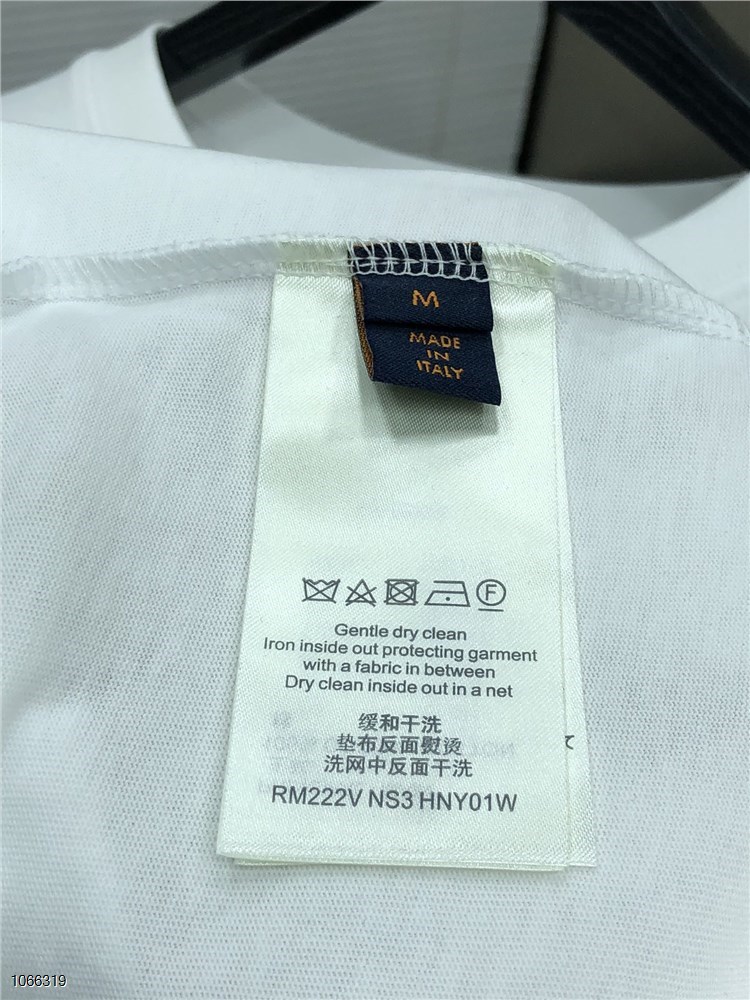 M
MADE
IN
ITALY
F
Gentle dry clean
Iron inside out protecting garment
with a fabric in between
Dry clean inside out in a net
缓和干洗
垫布反面熨烫
洗网中反面干洗
RM222V NS3 HNY01W
1066319